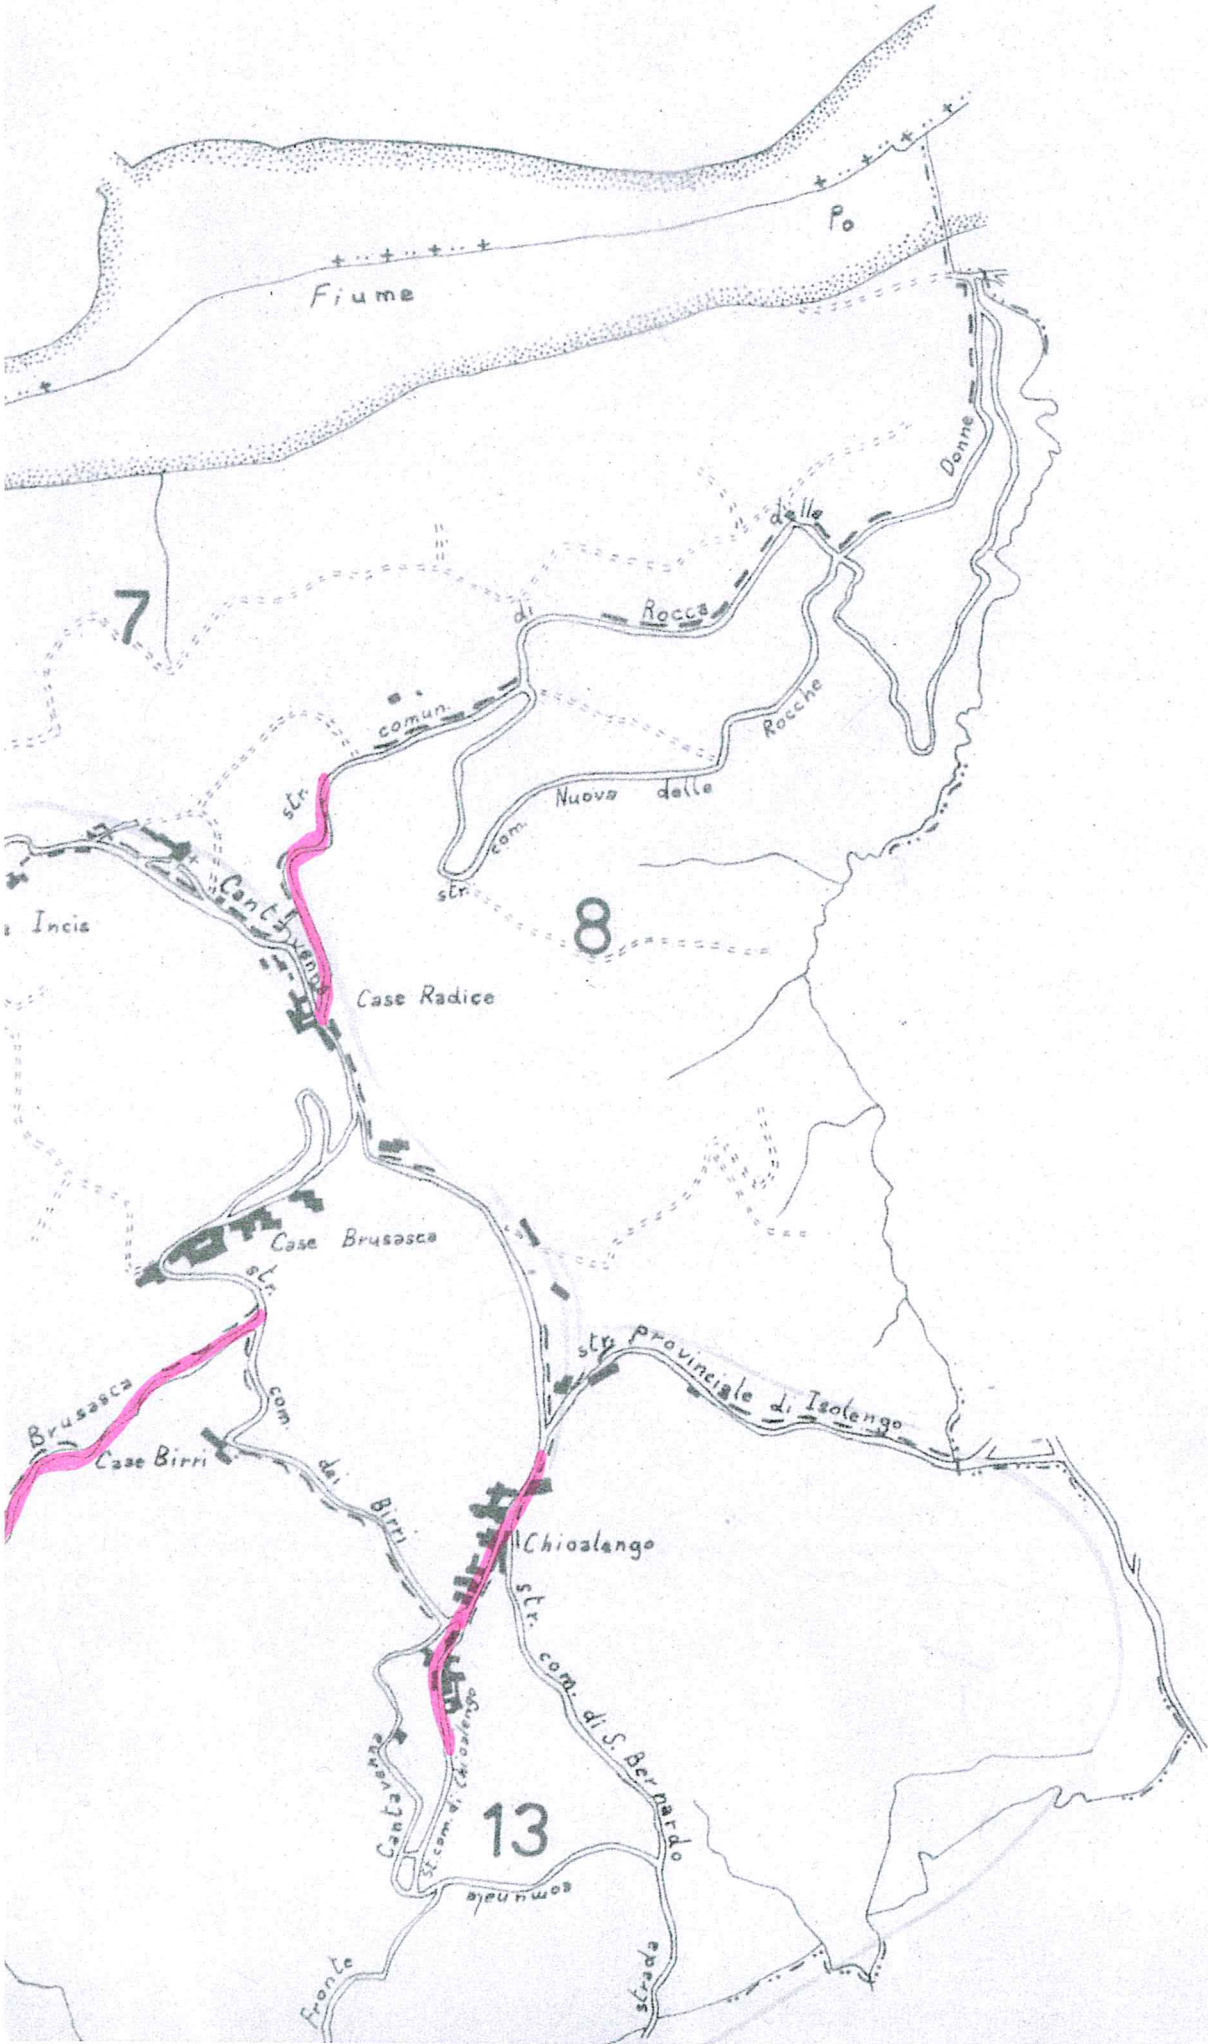 Po
Fiume
Donne
delle
7
di
Rocca
comun.
Rocche
str.
Nuova delle
com.
str.
Cantavenna
8
Incis
Case Radice
Case Brusasca
str.
str. provinciale di Isolengo
Brusasca
com.
Case Birri
dei
Birri
Chioalengo
str. com. di S. Bernardo
Cantavenna
St. com. di Chioalengo
13
comunale
Fronte
strada